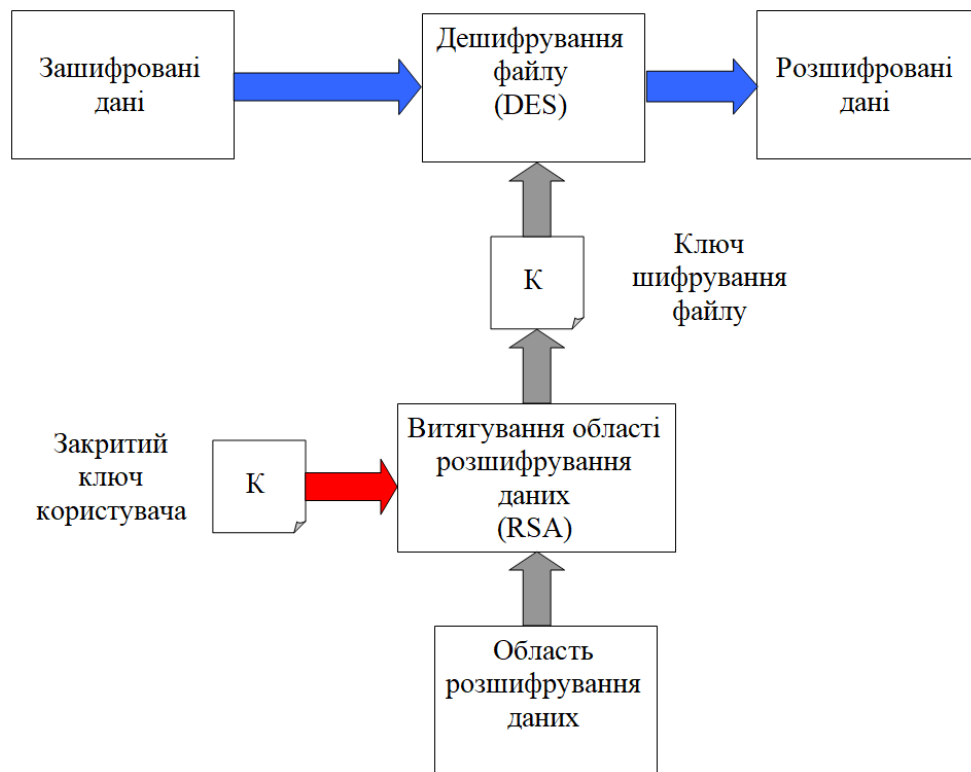 Зашифровані
дані
Дешифрування
файлу
(DES)
Розшифровані
дані
К
Ключ
шифрування
файлу
Закритий
ключ
користувача
К
Витягування області
розшифрування
даних
(RSA)
Область
розшифрування
даних